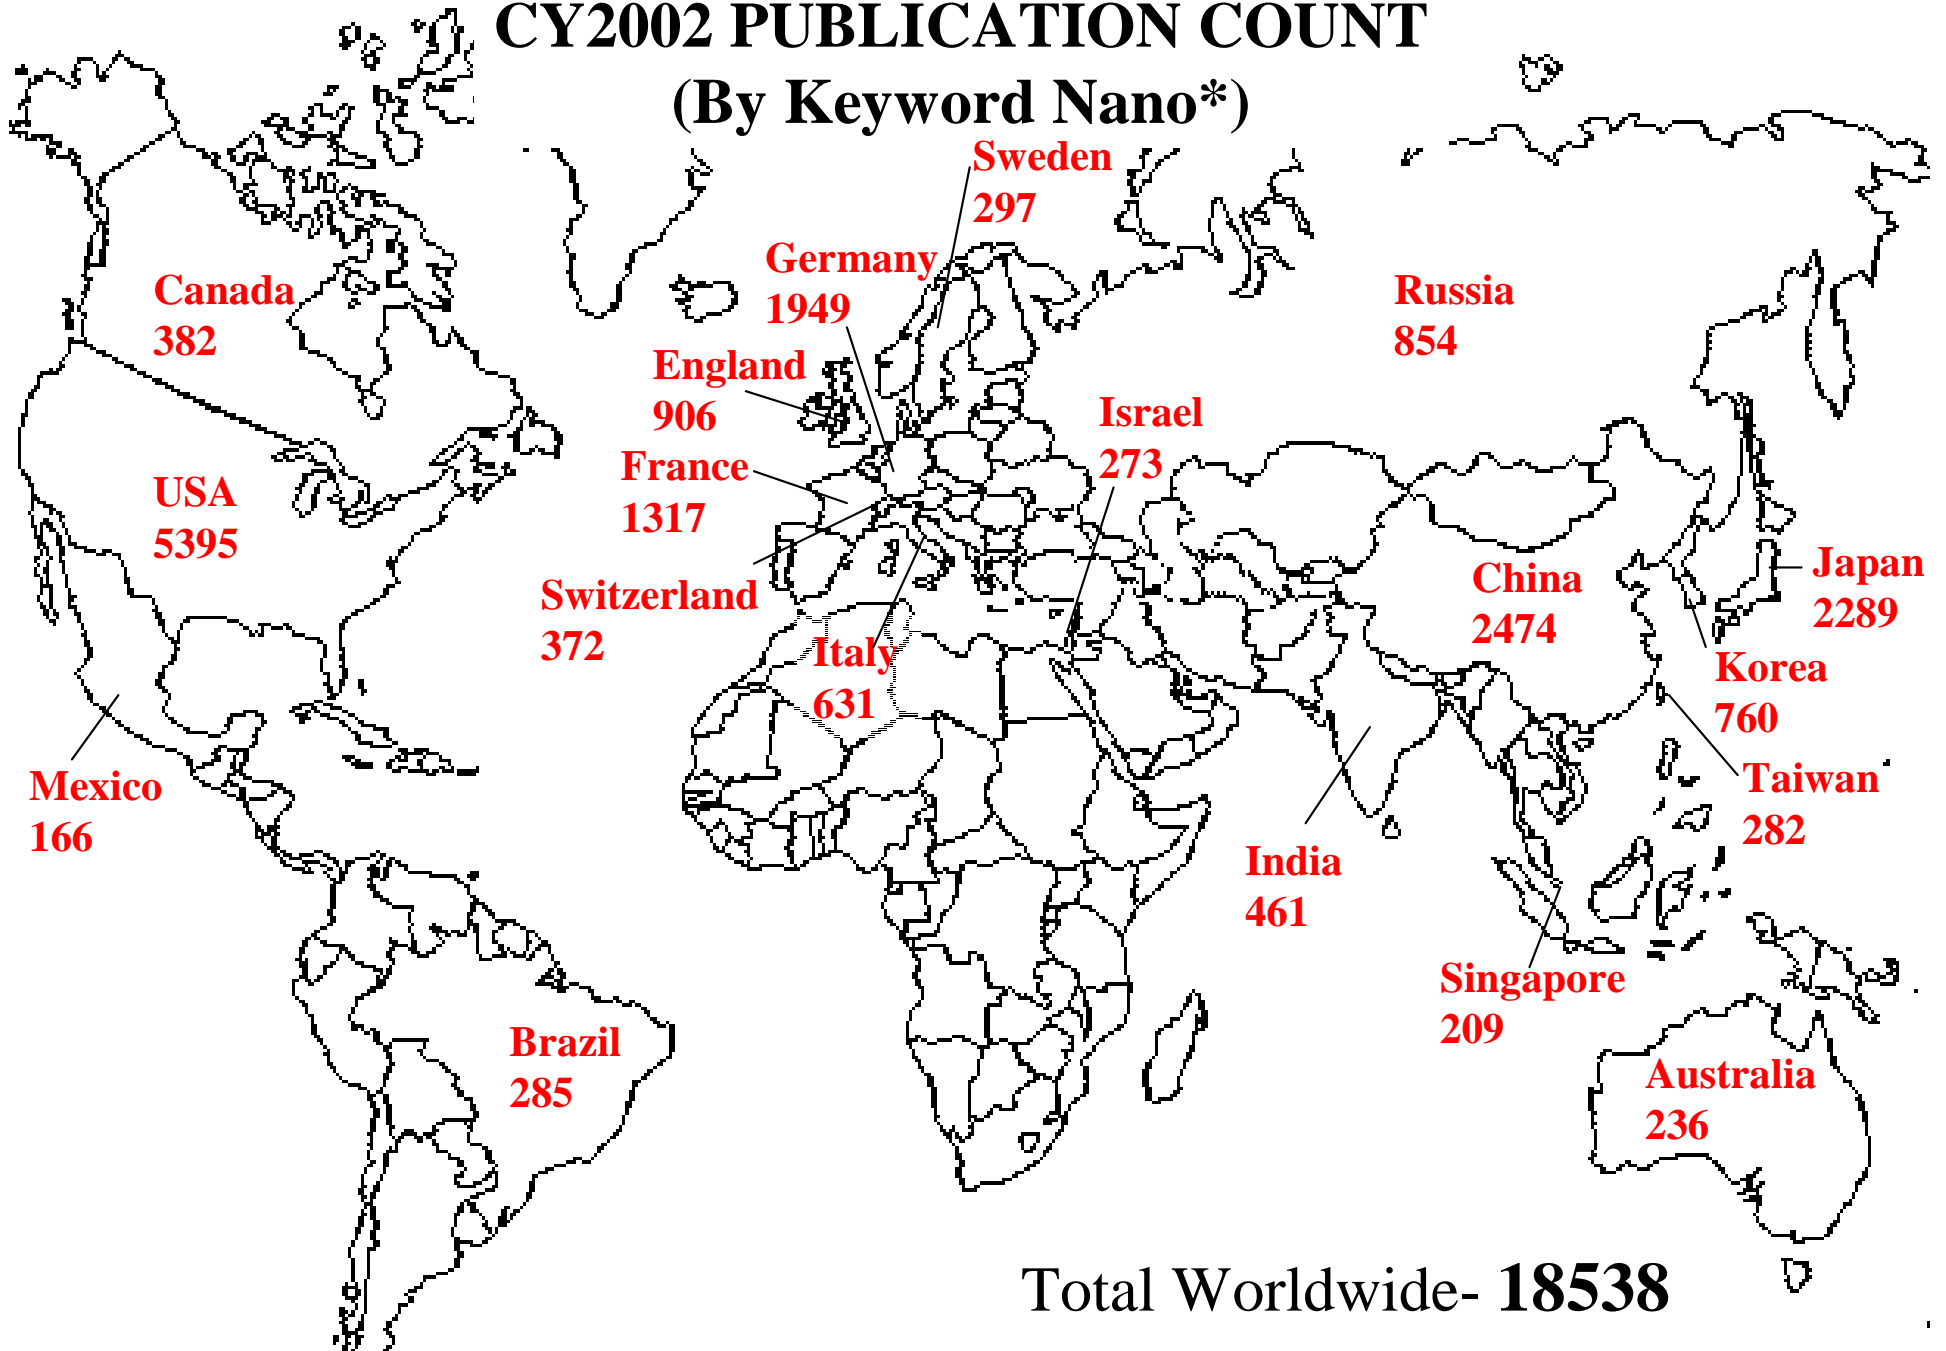 CY2002 PUBLICATION COUNT
(By Keyword Nano*)
Sweden
297
Germany
1949
Canada
382
Russia
854
England
906
Israel
273
France
1317
USA
5395
Japan
2289
China
2474
Switzerland
372
Italy
631
Korea
760
Mexico
166
Taiwan
282
India
461
Singapore
209
Brazil
285
Australia
236
Total Worldwide- 18538